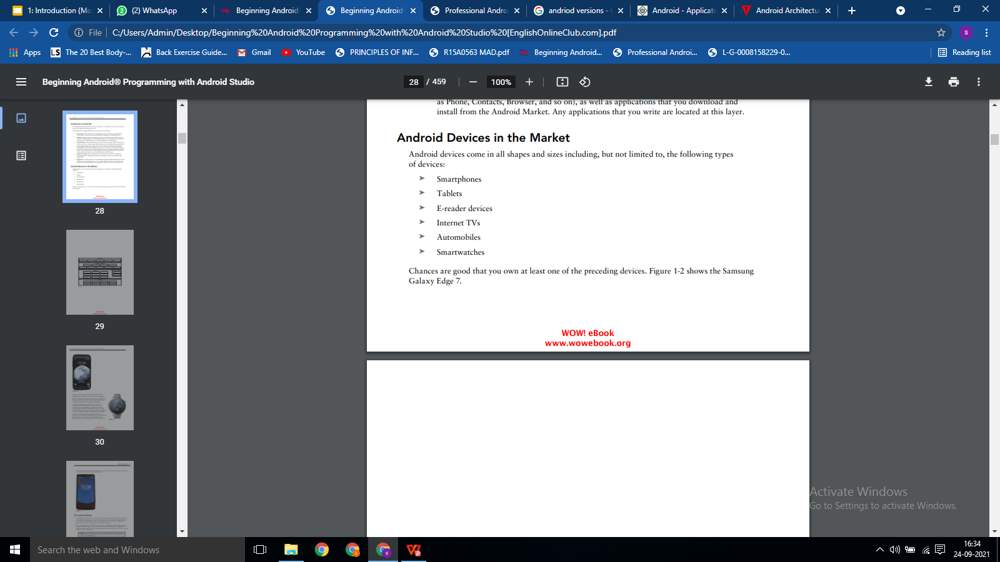 1: Introduction (Mo
(2) WhatsApp
Beginning Android
Beginning Android
Professional Andro
andriod versions -
Android - Applicati
Android Architectu
File
C:/Users/Admin/Desktop/Beginning%20Android%20Programming%20with%20Android%20Studio%20[EnglishOnlineClub.com].pdf
S
Apps
LS
The 20 Best Body-...
Back Exercise Guide...
Gmail
YouTube
PRINCIPLES OF INF...
R15A0563 MAD.pdf
Beginning Android...
Professional Androi...
L-G-0008158229-0...
Reading list
Beginning Android® Programming with Android Studio
28 / 459
100%
28
29
30
as Phone, Contacts, Browser, and so on), as well as applications that you download and
install from the Android Market. Any applications that you write are located at this layer.
Android Devices in the Market
Android devices come in all shapes and sizes including, but not limited to, the following types
of devices:
➤ Smartphones
➤ Tablets
➤ E-reader devices
➤ Internet TVs
➤ Automobiles
➤ Smartwatches
Chances are good that you own at least one of the preceding devices. Figure 1-2 shows the Samsung
Galaxy Edge 7.
WOW! eBook
www.wowebook.org
Activate Windows
Go to Settings to activate Windows.
Search the web and Windows
16:34
24-09-2021